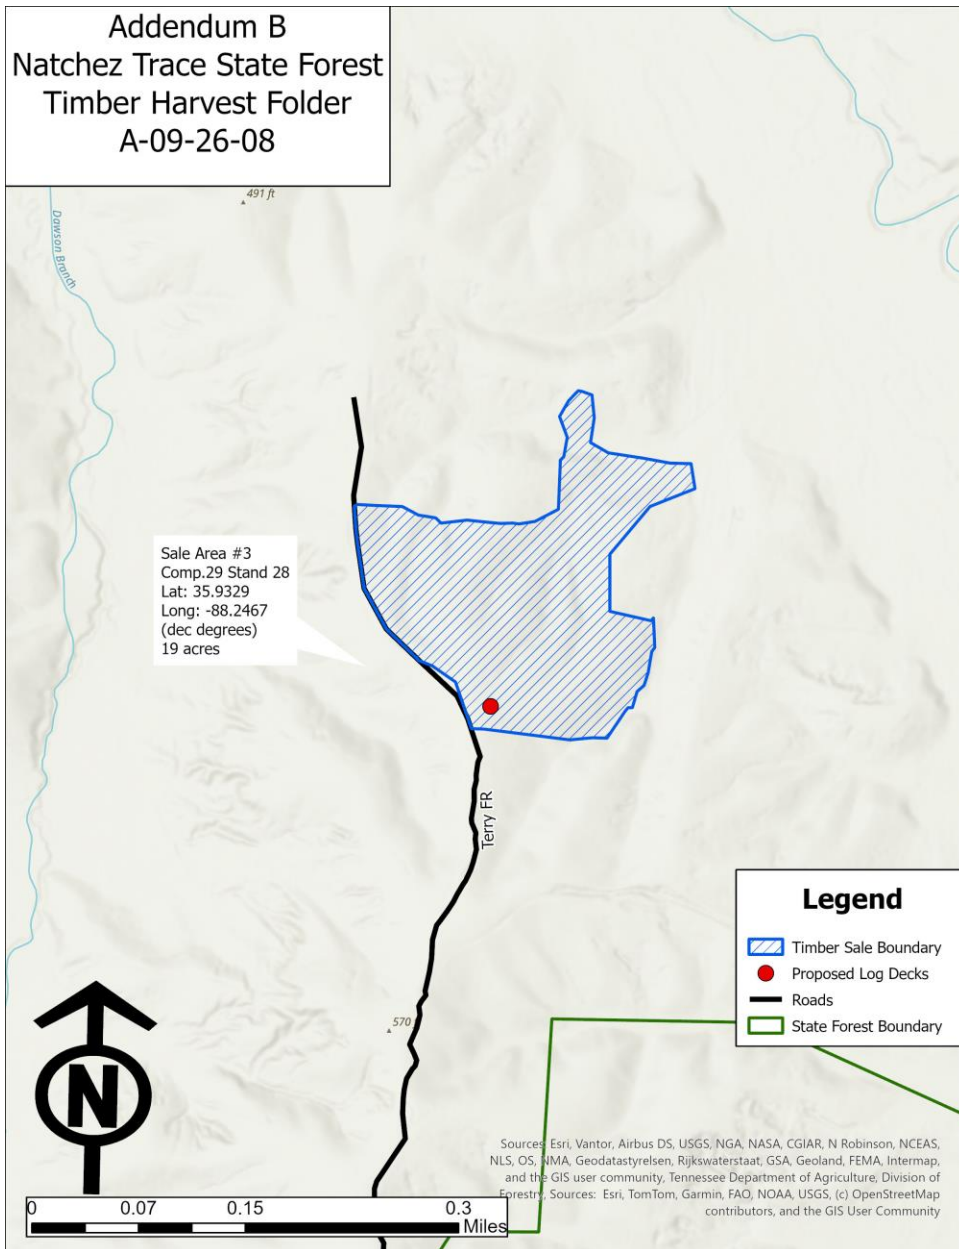 Addendum B
Natchez Trace State Forest
Timber Harvest Folder
A-09-26-08
491 ft
Dawson Branch
Sale Area #3
Comp.29 Stand 28
Lat: 35.9329
Long: -88.2467
(dec degrees)
19 acres
Terry FR
Legend
Timber Sale Boundary
Proposed Log Decks
Roads
State Forest Boundary
570
N
Sources: Esri, Vantor, Airbus DS, USGS, NGA, NASA, CGIAR, N Robinson, NCEAS,
NLS, OS, NMA, Geodatastyrelsen, Rijkswaterstaat, GSA, Geoland, FEMA, Intermap,
and the GIS user community, Tennessee Department of Agriculture, Division of
Forestry, Sources: Esri, TomTom, Garmin, FAO, NOAA, USGS, (c) OpenStreetMap
contributors, and the GIS User Community
0 0.07 0.15 0.3
Miles